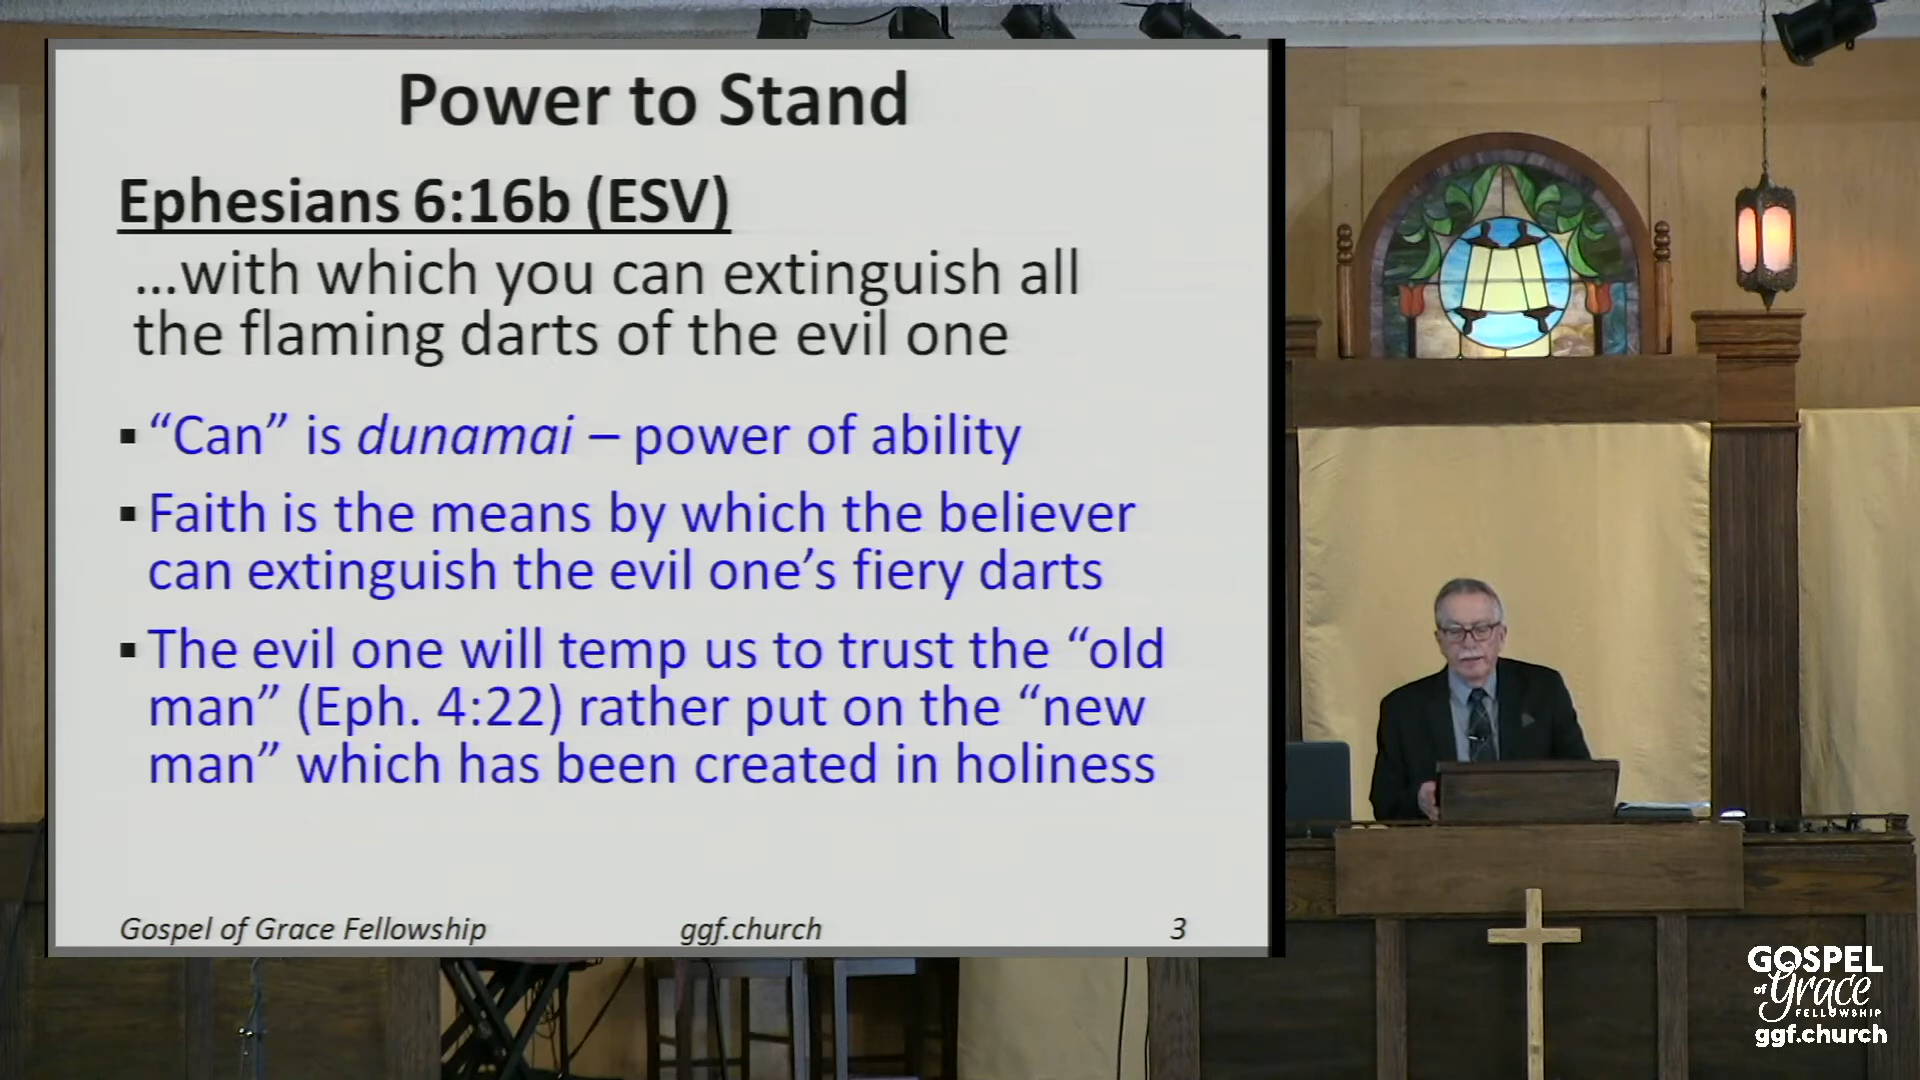 Power to Stand
Ephesians 6:16b (ESV)
...with which you can extinguish all
the flaming darts of the evil one
▪ “Can” is dunamai – power of ability
▪ Faith is the means by which the believer
can extinguish the evil one’s fiery darts
▪ The evil one will temp us to trust the “old
man” (Eph. 4:22) rather put on the “new
man” which has been created in holiness
Gospel of Grace Fellowship ggf.church 3
GOSPEL
of Grace
FELLOWSHIP
ggf.church